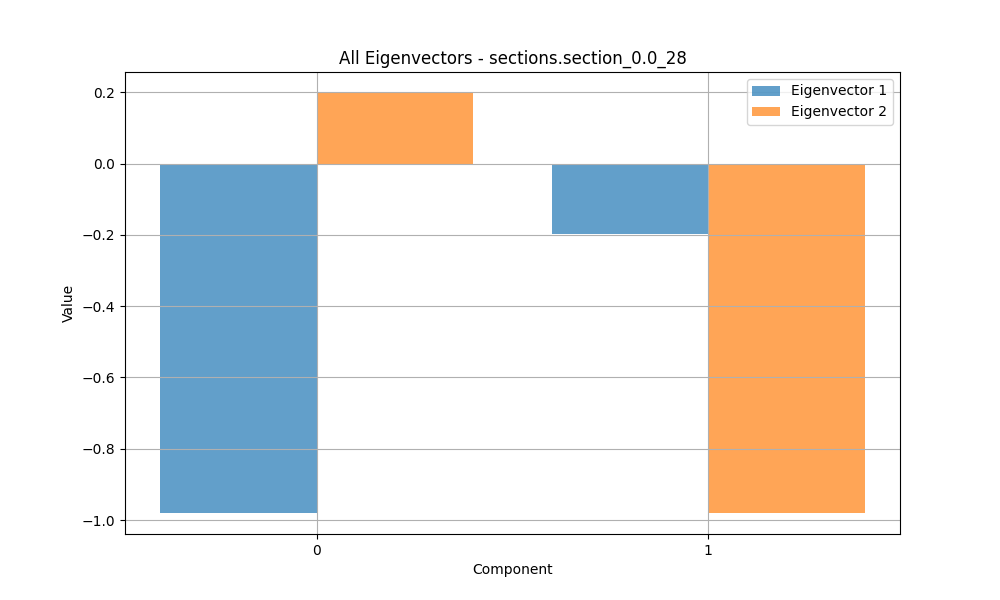 All Eigenvectors - sections.section_0.0_28
Eigenvector 1
Eigenvector 2
0.2
0.0
−0.2
−0.4
−0.6
−0.8
−1.0
Value
0
1
Component